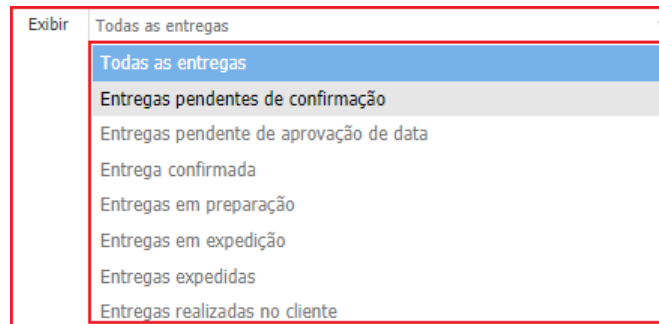 Exibir Todas as entregas
Todas as entregas
Entregas pendentes de confirmação
Entregas pendente de aprovação de data
Entrega confirmada
Entregas em preparação
Entregas em expedição
Entregas expedidas
Entregas realizadas no cliente